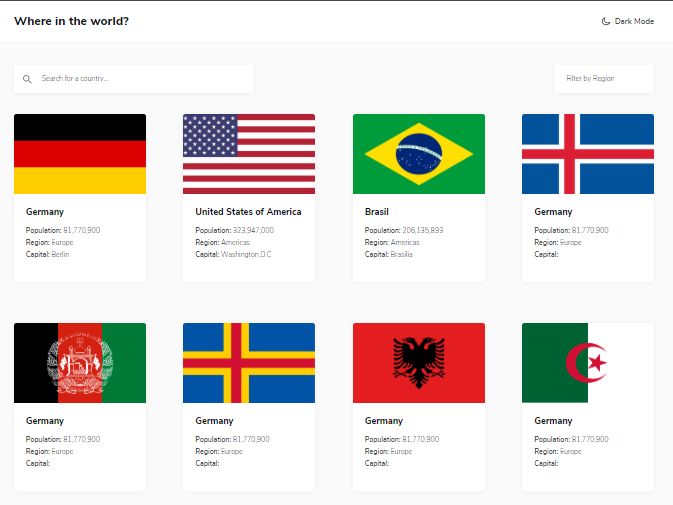 Where in the world?
Dark Mode
Search for a country...
Filter by Region
Germany
Population: 81,770,900
Region: Europe
Capital: Berlin
United States of America
Population: 323,947,000
Region: Americas
Capital: Washington,D.C
Brasil
Population: 206,135,893
Region: Americas
Capital: Brasilia
Germany
Population: 81,770,900
Region: Europe
Capital:
Germany
Population: 81,770,900
Region: Europe
Capital:
Germany
Population: 81,770,900
Region: Europe
Capital:
Germany
Population: 81,770,900
Region: Europe
Capital:
Germany
Population: 81,770,900
Region: Europe
Capital: